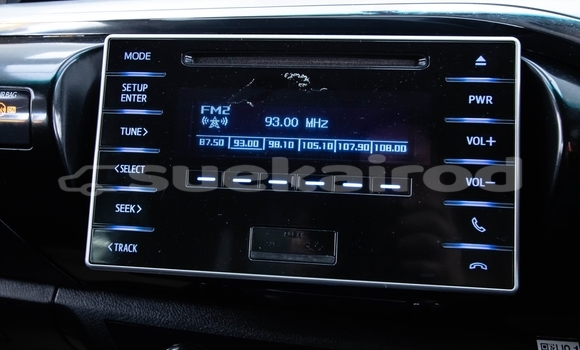 MODE
SETUP
ENTER
TUNE>
<SELECT
SEEK>
<TRACK
FM2
93.00 MHz
87.50 93.00 98.10 105.10 107.90 108.00
PWR
VOL+
VOL-
suekairod